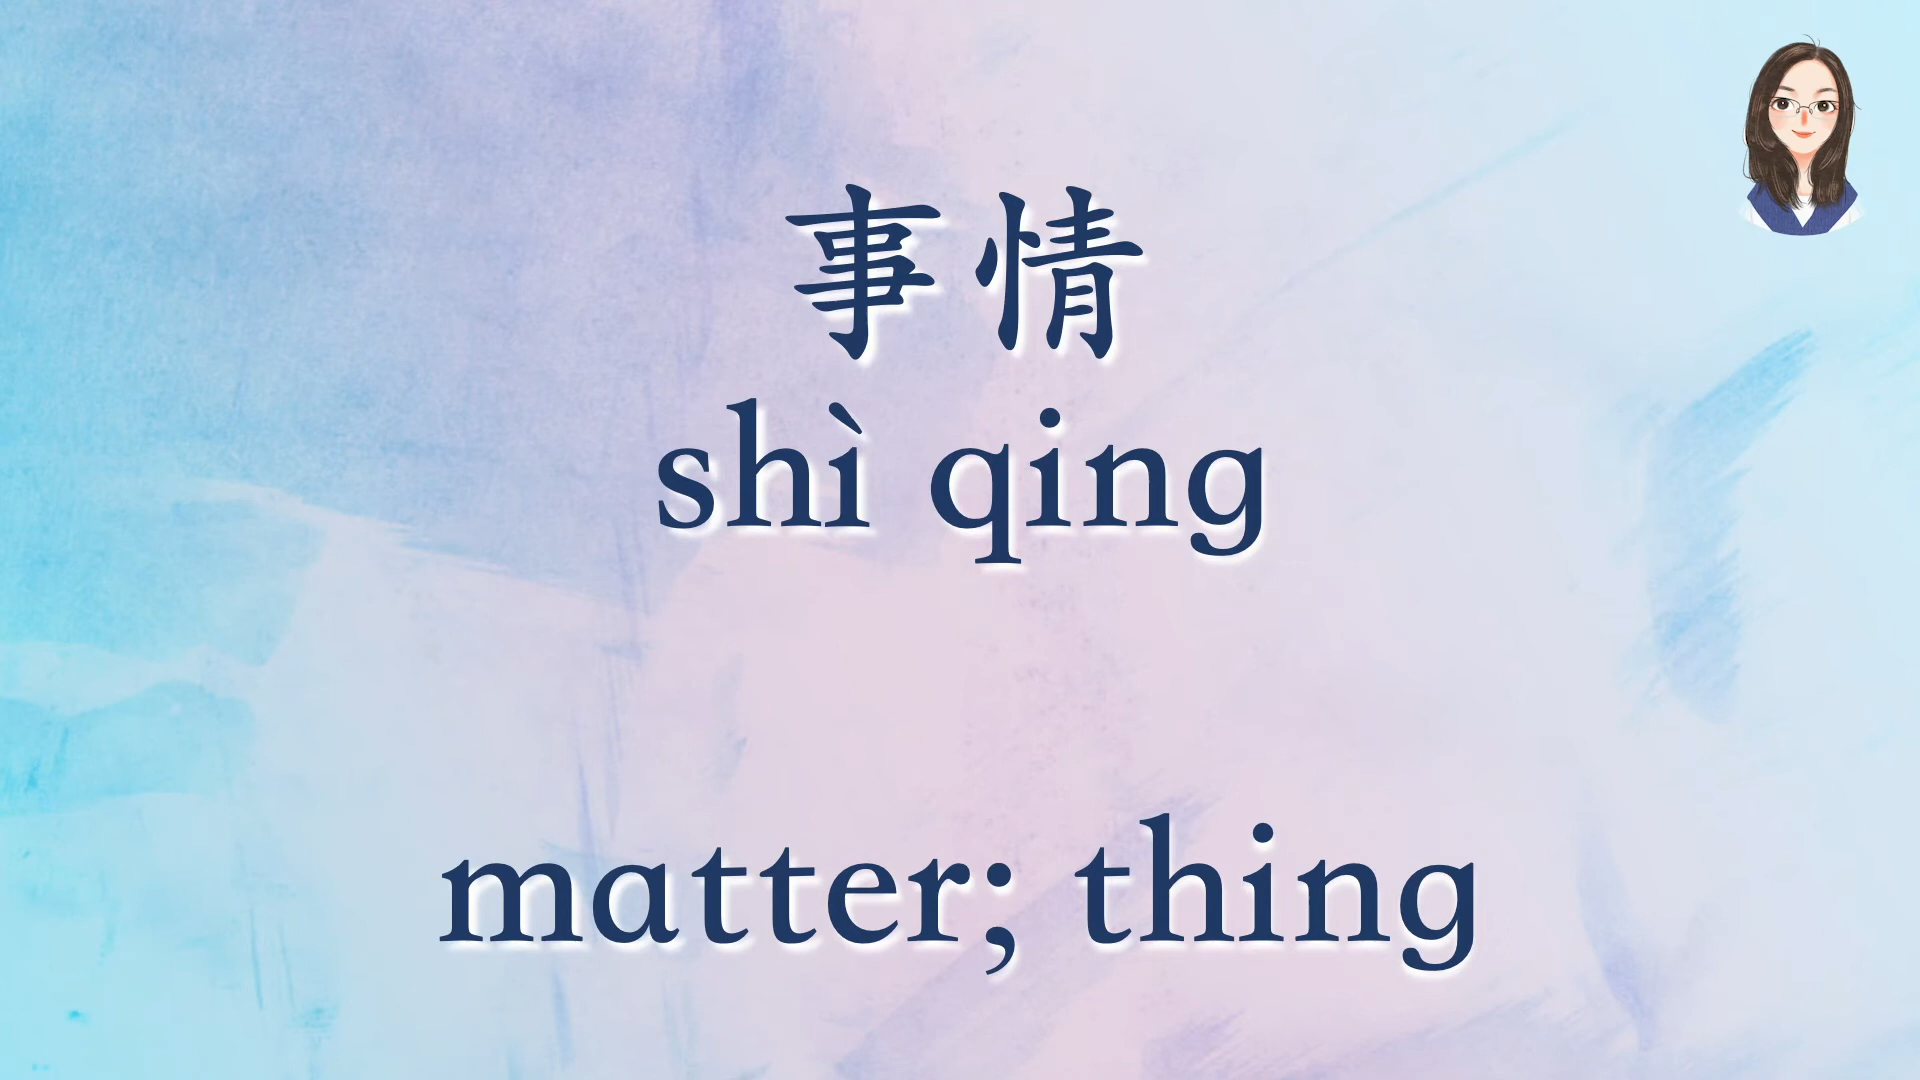 事情
shì qing
matter; thing